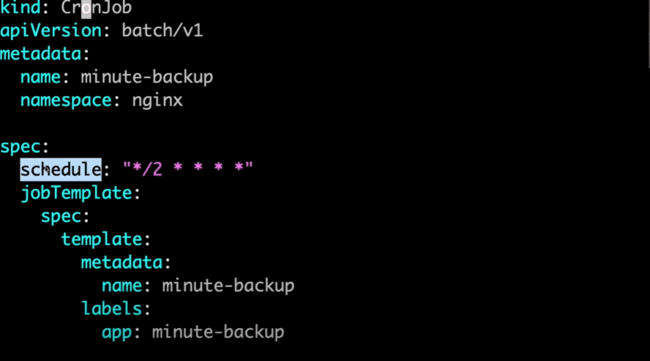 kind: CronJob
apiVersion: batch/v1
metadata:
  name: minute-backup
  namespace: nginx

spec:
  schedule: "*/2 * * * *"
  jobTemplate:
    spec:
      template:
        metadata:
          name: minute-backup
        labels:
          app: minute-backup